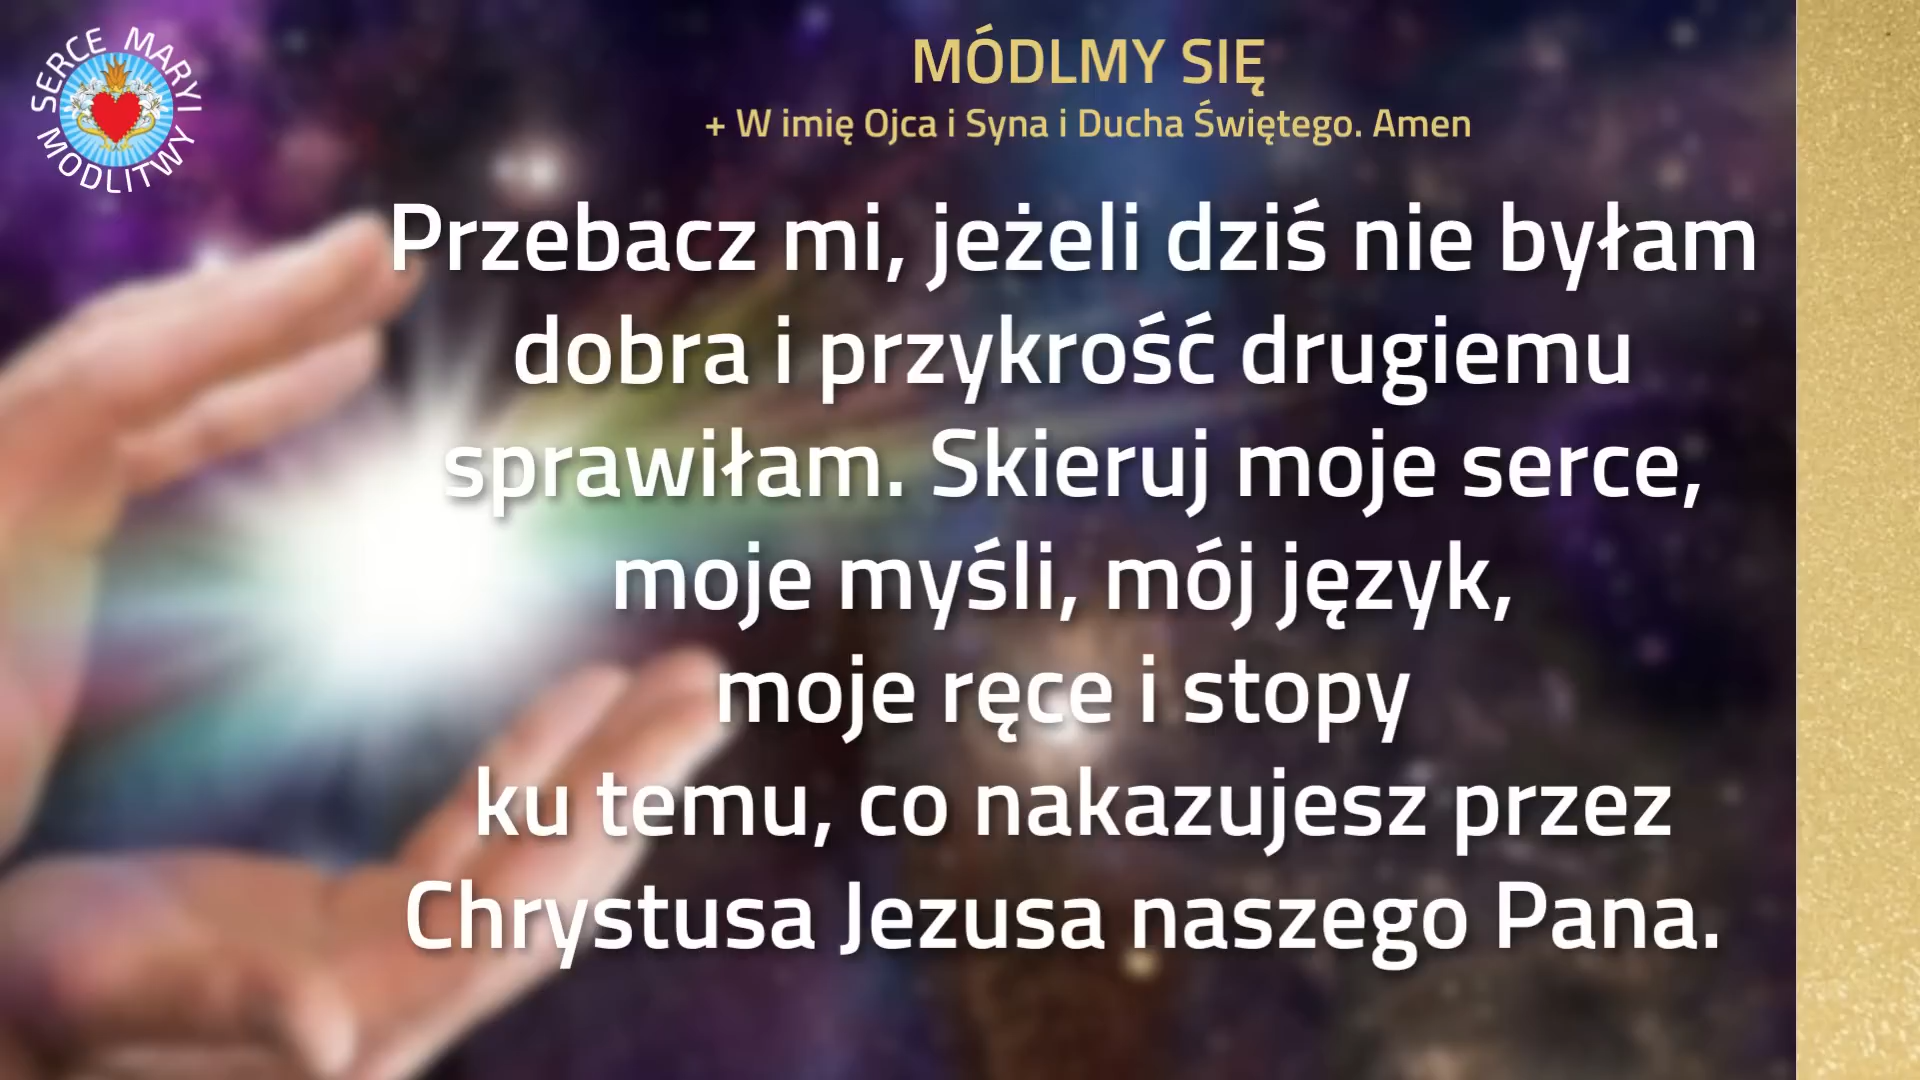 SERCE MARYI
MODLITWY
MÓDLMY SIĘ
+ W imię Ojca i Syna i Ducha Świętego. Amen
Przebacz mi, jeżeli dziś nie byłam
dobra i przykrość drugiemu
sprawiłam. Skieruj moje serce,
moje myśli, mój język,
moje ręce i stopy
ku temu, co nakazujesz przez
Chrystusa Jezusa naszego Pana.